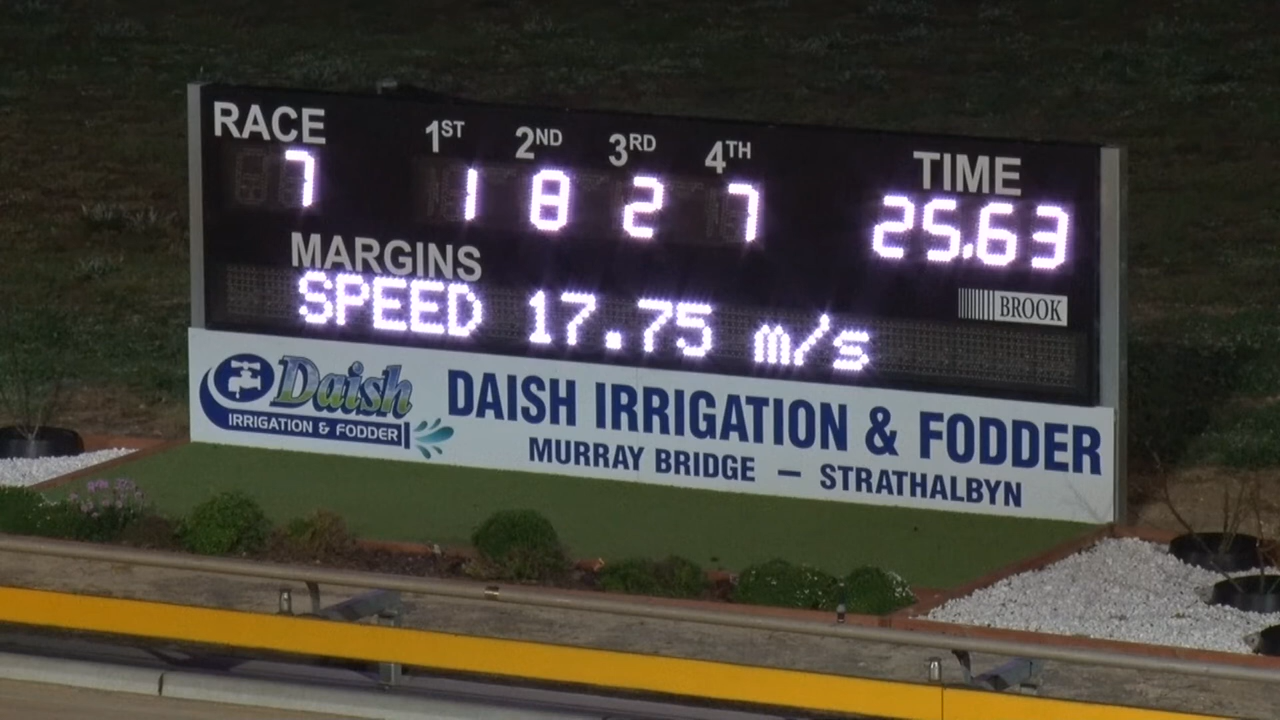 RACE 1ST 2ND 3RD 4TH TIME
7 1 8 2 7 25.63
MARGINS
BROOK
SPEED 17.75 m/s
Daish
IRRIGATION & FODDER
DAISH IRRIGATION & FODDER
MURRAY BRIDGE – STRATHALBYN